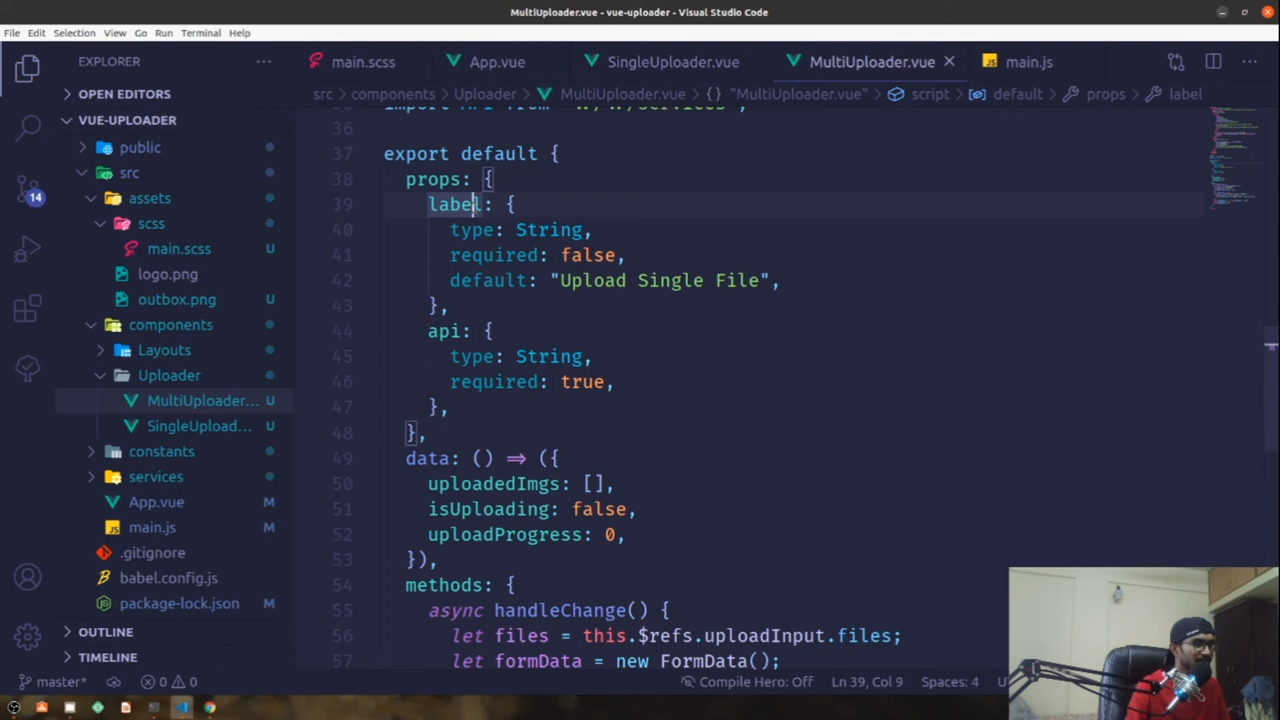 MultiUploader.vue - vue-uploader - Visual Studio Code
File Edit Selection View Go Run Terminal Help
EXPLORER
main.scss
App.vue
SingleUploader.vue
MultiUploader.vue
main.js
OPEN EDITORS
src > components > Uploader > MultiUploader.vue > {} "MultiUploader.vue" > script > default > props > label
VUE-UPLOADER
public
src
assets
scss
main.scss U
logo.png
outbox.png U
components
Layouts
Uploader
MultiUploader... U
SingleUpload... U
constants
services
App.vue M
main.js M
.gitignore
babel.config.js
package-lock.json M
OUTLINE
TIMELINE
14
36
37 export default {
38 props: {
39 label: {
40 type: String,
41 required: false,
42 default: "Upload Single File",
43 },
44 api: {
45 type: String,
46 required: true,
47 },
48 },
49 data: () => ({
50 uploadedImgs: [],
51 isUploading: false,
52 uploadProgress: 0,
53 }),
54 methods: {
55 async handleChange() {
56 let files = this.$refs.uploadInput.files;
57 let formData = new FormData();
master* 0 0 Compile Hero: Off Ln 39, Col 9 Spaces: 4